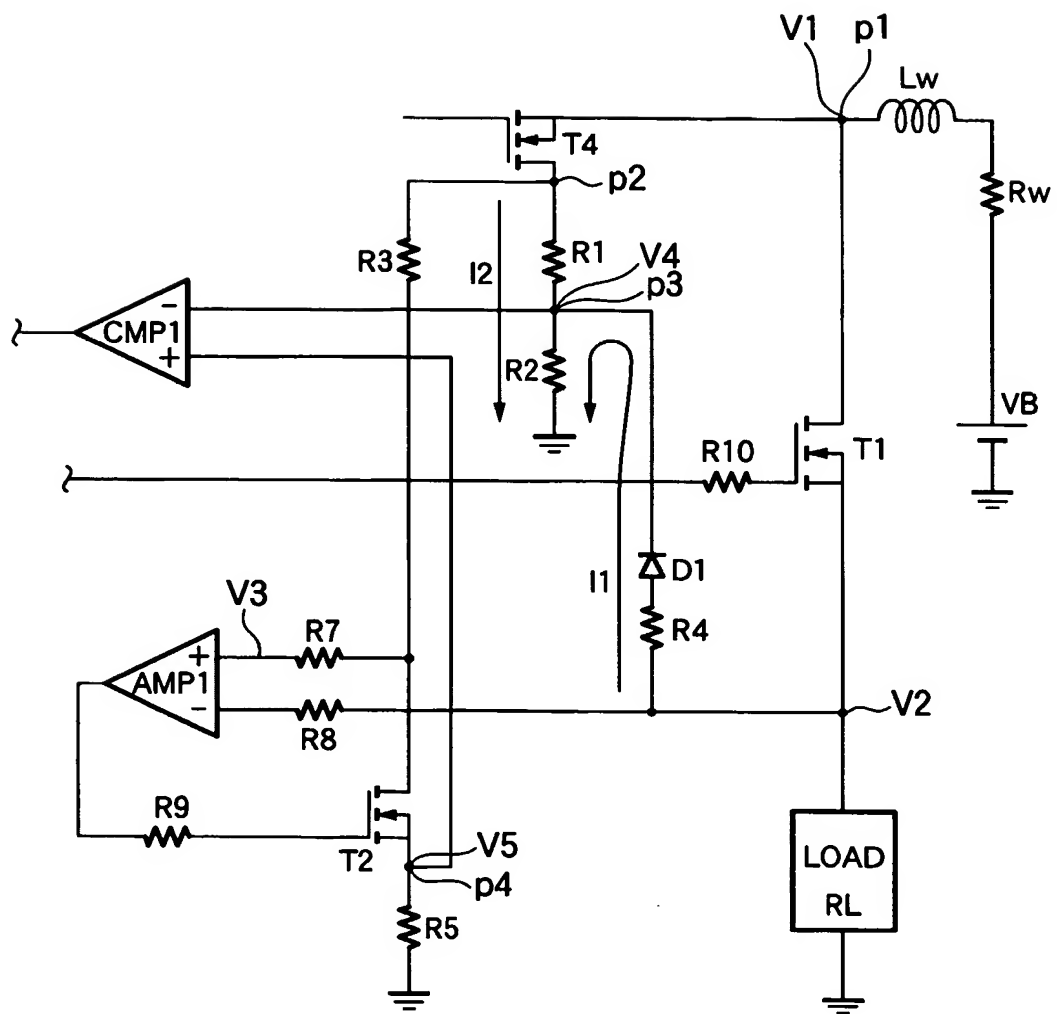 V1 p1
Lw
T4
p2
Rw
R3
I2
R1
V4
p3
-
CMP1
+
R2
VB
R10
T1
I1
D1
V3
R7
R4
+
AMP1
-
R8
V2
R9
T2
V5
p4
LOAD
RL
R5